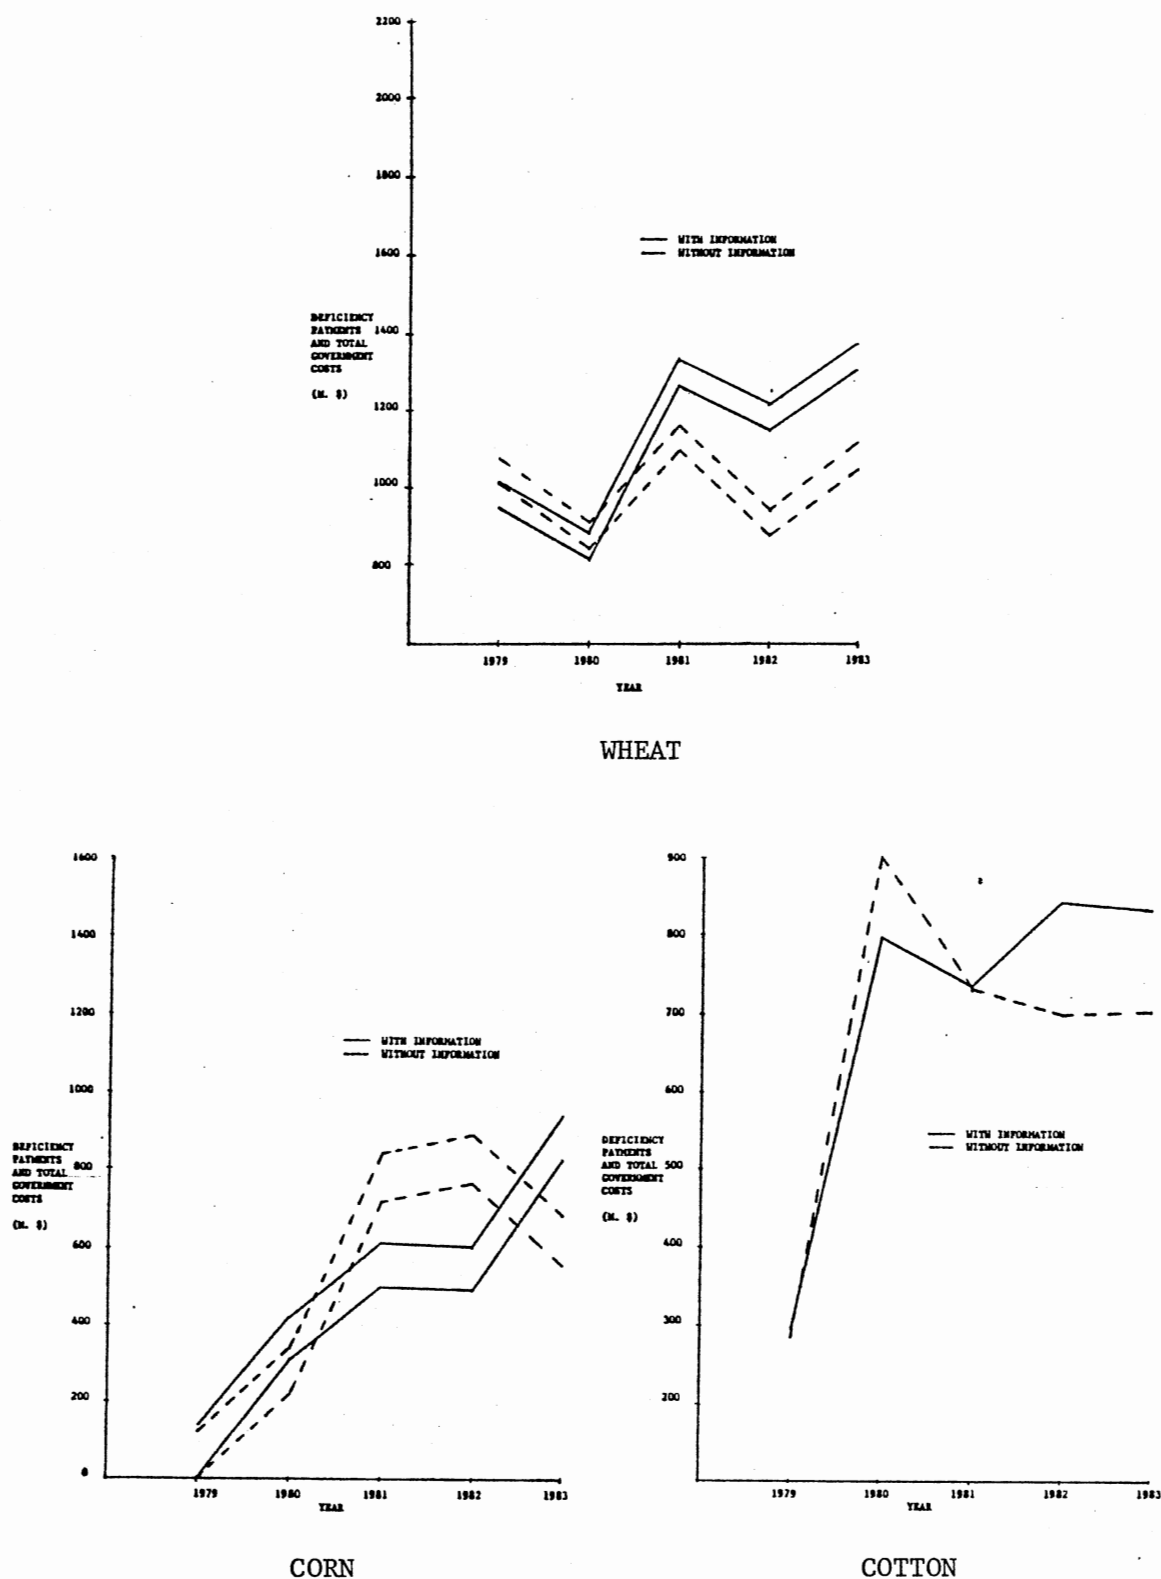 2200
2000
1800
1600
WITH INFORMATION
WITHOUT INFORMATION
DEFICIENCY
PAYMENTS
AND TOTAL
GOVERNMENT
COSTS
(M. $)
1400
1200
1000
800
1979 1980 1981 1982 1983
YEAR
WHEAT
1600
1400
1200
1000
800
600
400
200
0
WITH INFORMATION
WITHOUT INFORMATION
DEFICIENCY
PAYMENTS
AND TOTAL
GOVERNMENT
COSTS
(M. $)
1979 1980 1981 1982 1983
YEAR
CORN
900
800
700
600
500
400
300
200
WITH INFORMATION
WITHOUT INFORMATION
DEFICIENCY
PAYMENTS
AND TOTAL
GOVERNMENT
COSTS
(M. $)
1979 1980 1981 1982 1983
YEAR
COTTON